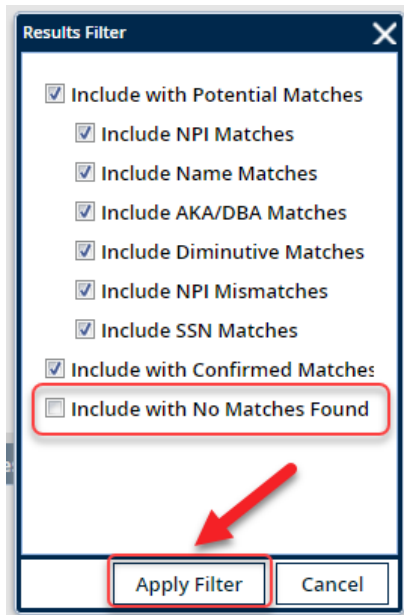 Results Filter
Include with Potential Matches
Include NPI Matches
Include Name Matches
Include AKA/DBA Matches
Include Diminutive Matches
Include NPI Mismatches
Include SSN Matches
Include with Confirmed Matches
Include with No Matches Found
Apply Filter Cancel